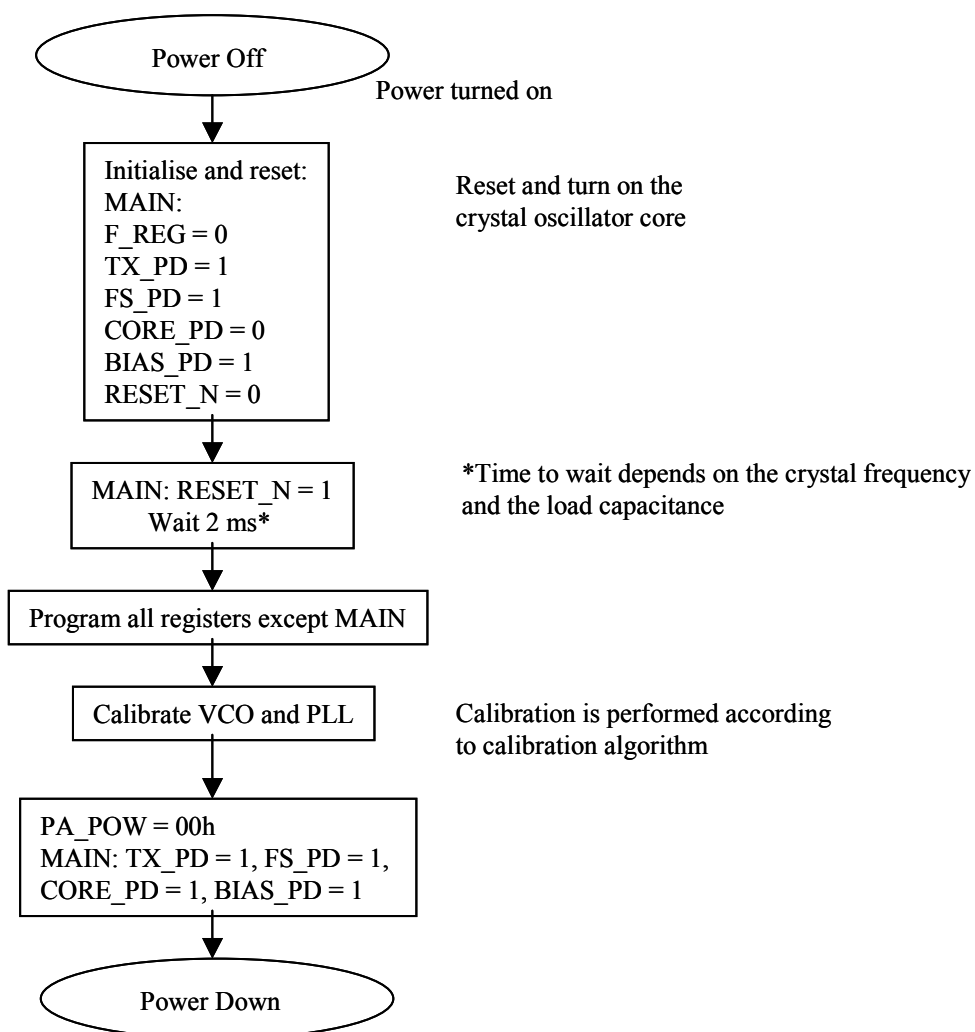 Power Off
Power turned on
Initialise and reset:
MAIN:
F_REG = 0
TX_PD = 1
FS_PD = 1
CORE_PD = 0
BIAS_PD = 1
RESET_N = 0
Reset and turn on the
crystal oscillator core
MAIN: RESET_N = 1
Wait 2 ms*
*Time to wait depends on the crystal frequency
and the load capacitance
Program all registers except MAIN
Calibrate VCO and PLL
Calibration is performed according
to calibration algorithm
PA_POW = 00h
MAIN: TX_PD = 1, FS_PD = 1,
CORE_PD = 1, BIAS_PD = 1
Power Down